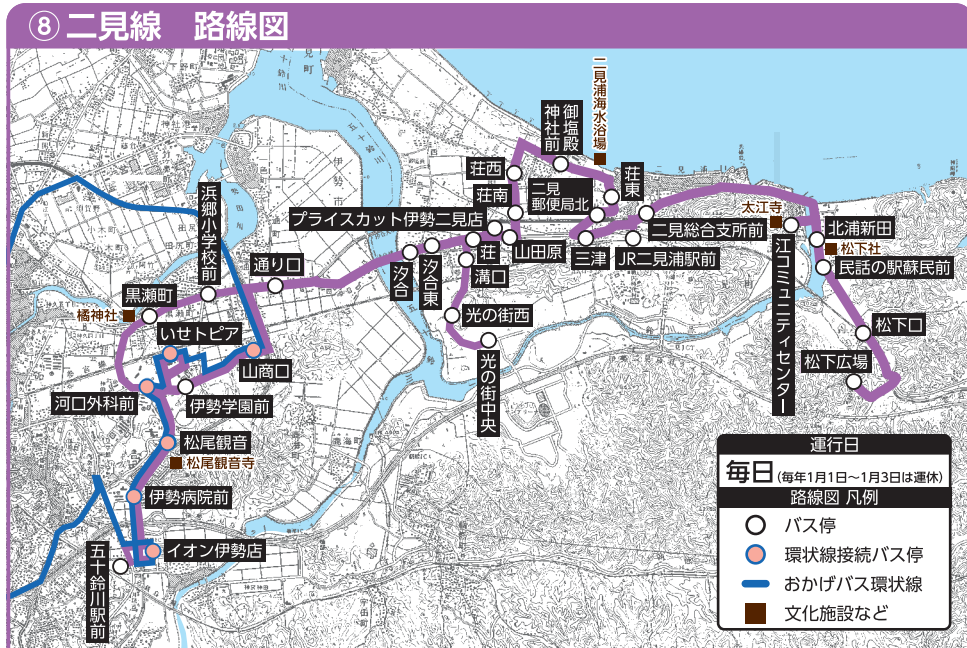 ⑧二見線 路線図
二見浦海水浴場
御塩殿神社前
荘西
荘東
荘南
二見郵便局北
プライスカット伊勢二見店
浜郷小学校前
太江寺
二見総合支所前
北浦新田
松下社
山田原
三津
JR二見浦駅前
荘
汐合
汐合東
溝口
通り口
民話の駅蘇民前
江コミュニティセンター
黒瀬町
橘神社
光の街西
松下口
いせトピア
山商口
光の街中央
松下広場
河口外科前
伊勢学園前
松尾観音
松尾観音寺
伊勢病院前
イオン伊勢店
五十鈴川駅前
運行日
毎日(毎年1月1日～1月3日は運休)
路線図 凡例
バス停
環状線接続バス停
おかげバス環状線
文化施設など